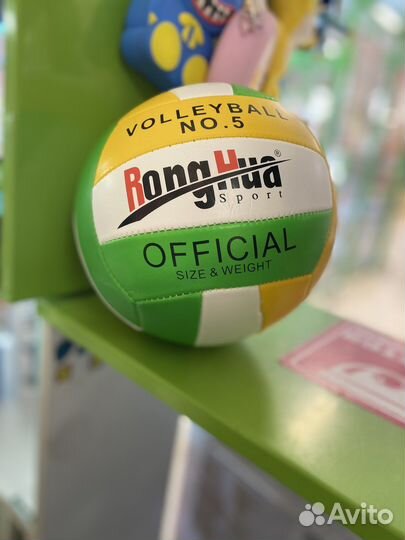 VOLLEYBALL
NO.5
RongHua®
Sport
OFFICIAL
SIZE & WEIGHT
Avito